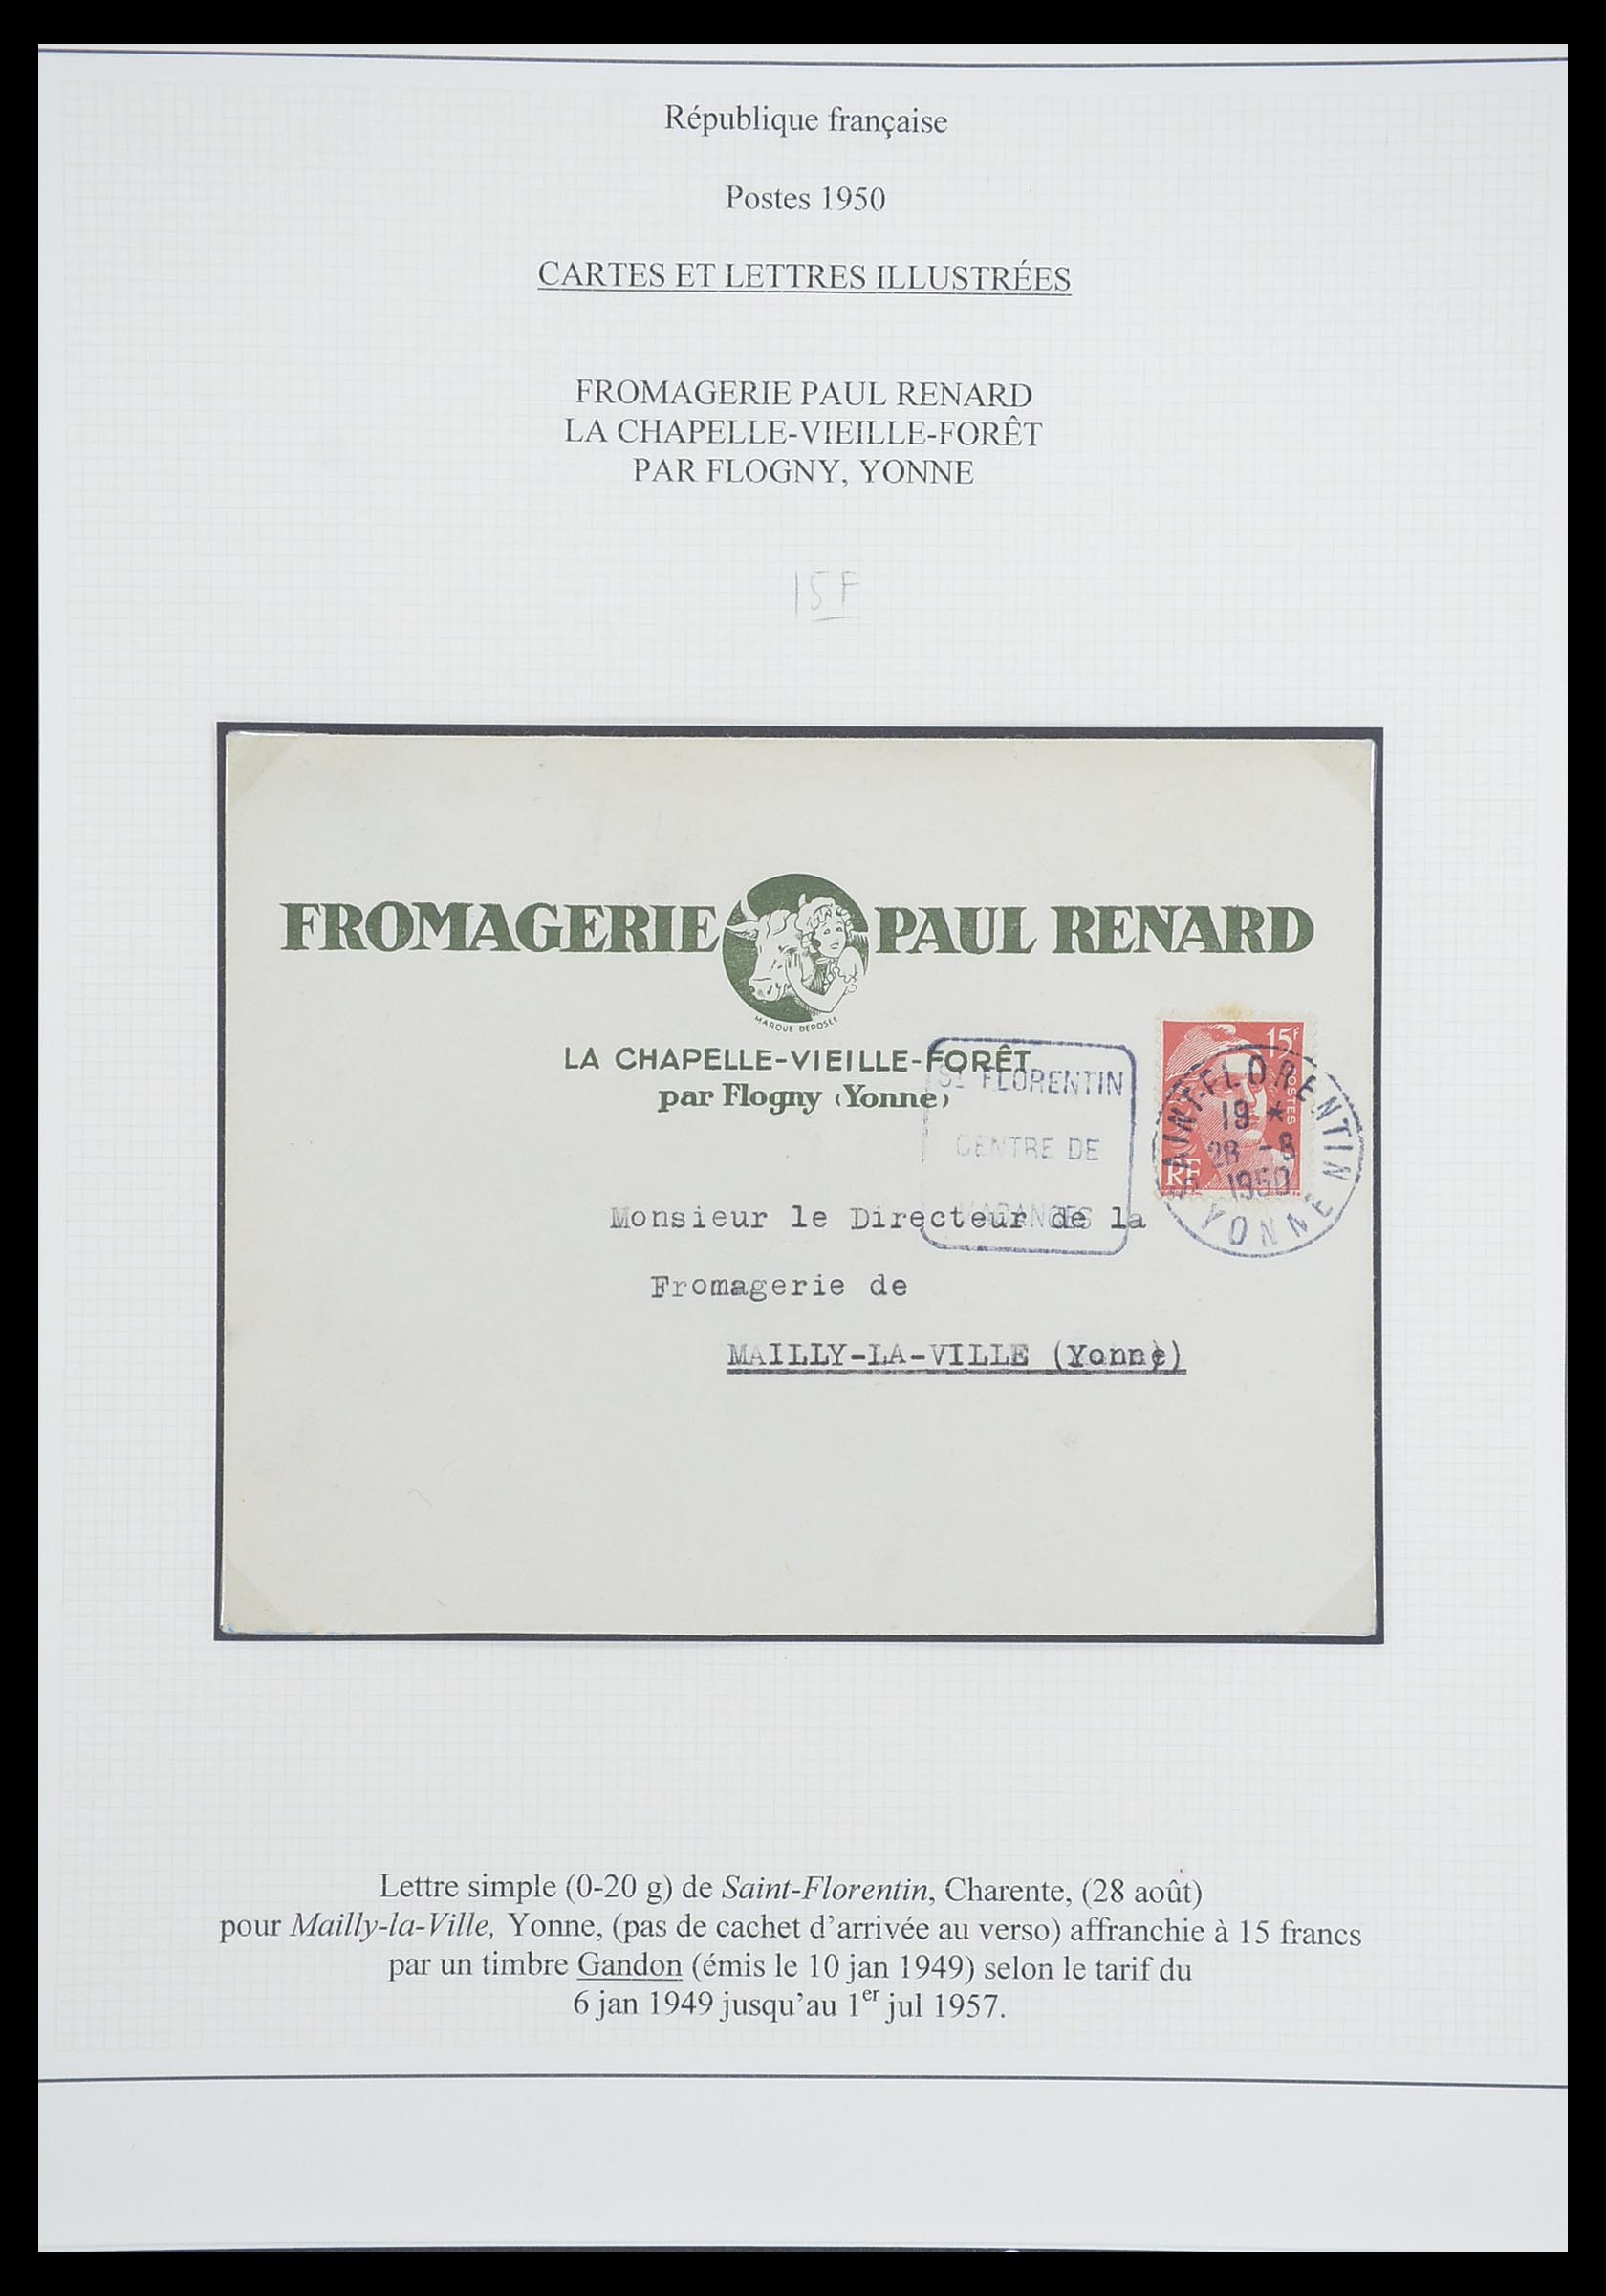 République française
Postes 1950
CARTES ET LETTRES ILLUSTRÉES
FROMAGERIE PAUL RENARD
LA CHAPELLE-VIEILLE-FORÊT
PAR FLOGNY, YONNE
15F
FROMAGERIE PAUL RENARD
MARQUE DÉPOSÉE
LA CHAPELLE-VIEILLE-FORÊT
par Flogny (Yonne)
St FLORENTIN
CENTRE DE
VACANCES
15F
POSTES
RF
SAINT-FLORENTIN
19 *
28 -8
1950
YONNE
Monsieur le Directeur de la
Fromagerie de
MAILLY-LA-VILLE (Yonne)
Lettre simple (0-20 g) de Saint-Florentin, Charente, (28 août)
pour Mailly-la-Ville, Yonne, (pas de cachet d'arrivée au verso) affranchie à 15 francs
par un timbre Gandon (émis le 10 jan 1949) selon le tarif du
6 jan 1949 jusqu'au 1er jul 1957.